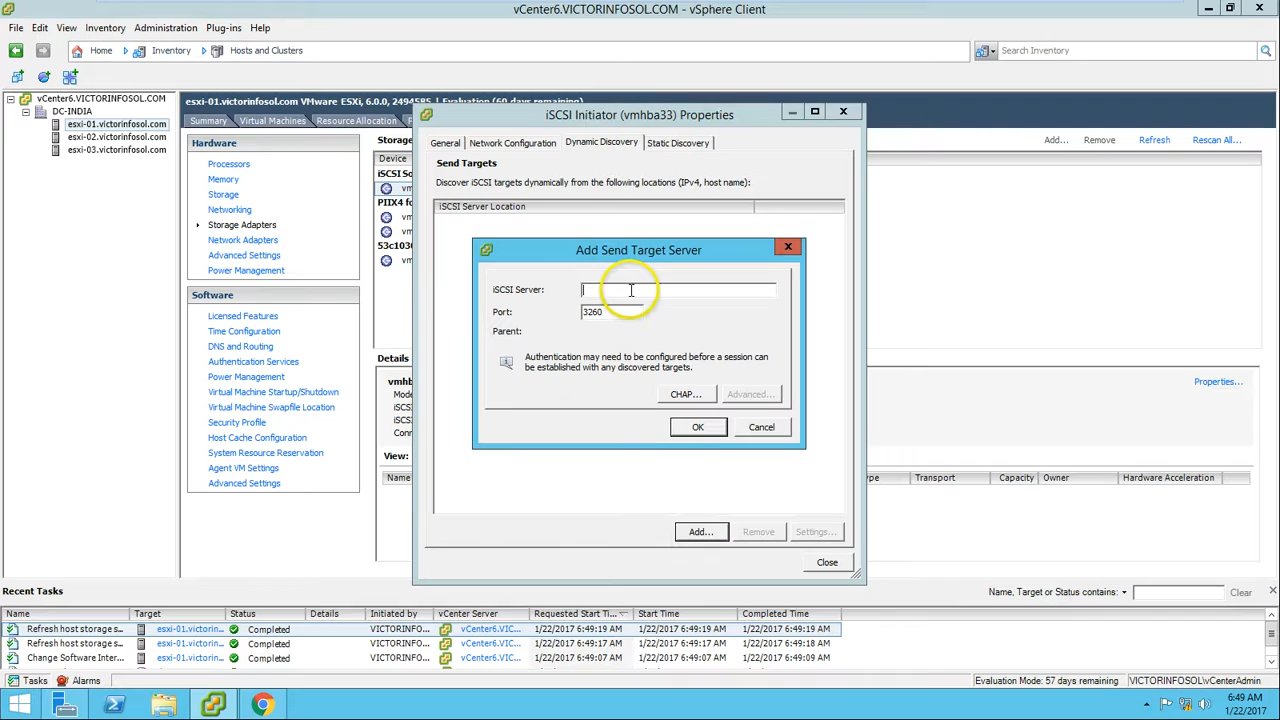 vCenter6.VICTORINFOSOL.COM - vSphere Client
File Edit View Inventory Administration Plug-ins Help
Home Inventory Hosts and Clusters
Search Inventory
vCenter6.VICTORINFOSOL.COM
DC-INDIA
esxi-01.victorinfosol.com
esxi-02.victorinfosol.com
esxi-03.victorinfosol.com
esxi-01.victorinfosol.com VMware ESXi, 6.0.0, 2494585 | Evaluation (60 days remaining)
Summary Virtual Machines Resource Allocation
Hardware
Processors
Memory
Storage
Networking
Storage Adapters
Network Adapters
Advanced Settings
Power Management
Software
Licensed Features
Time Configuration
DNS and Routing
Authentication Services
Power Management
Virtual Machine Startup/Shutdown
Virtual Machine Swapfile Location
Security Profile
Host Cache Configuration
System Resource Reservation
Agent VM Settings
Advanced Settings
Add... Remove Refresh Rescan All...
Device
PIIX4 fo
53c1030
Details
vmhb
Properties...
View:
Name Transport Capacity Owner Hardware Acceleration
iSCSI Initiator (vmhba33) Properties
General Network Configuration Dynamic Discovery Static Discovery
Send Targets
Discover iSCSI targets dynamically from the following locations (IPv4, host name):
iSCSI Server Location
Add Send Target Server
iSCSI Server:
Port: 3260
Parent:
Authentication may need to be configured before a session can
be established with any discovered targets.
CHAP... Advanced...
OK Cancel
Add... Remove Settings...
Close
Recent Tasks
Name, Target or Status contains: Clear
Name Target Status Details Initiated by vCenter Server Requested Start Ti... Start Time Completed Time
Refresh host storage s... esxi-01.victorin... Completed VICTORINFO... vCenter6.VIC... 1/22/2017 6:49:19 AM 1/22/2017 6:49:19 AM 1/22/2017 6:49:19 AM
Refresh host storage s... esxi-01.victorin... Completed VICTORINFO... vCenter6.VIC... 1/22/2017 6:49:18 AM 1/22/2017 6:49:18 AM 1/22/2017 6:49:18 AM
Change Software Inter... esxi-01.victorin... Completed VICTORINFO... vCenter6.VIC... 1/22/2017 6:49:07 AM 1/22/2017 6:49:07 AM 1/22/2017 6:49:09 AM
Tasks Alarms Evaluation Mode: 57 days remaining VICTORINFOSOL\vCenterAdmin
6:49 AM
1/22/2017